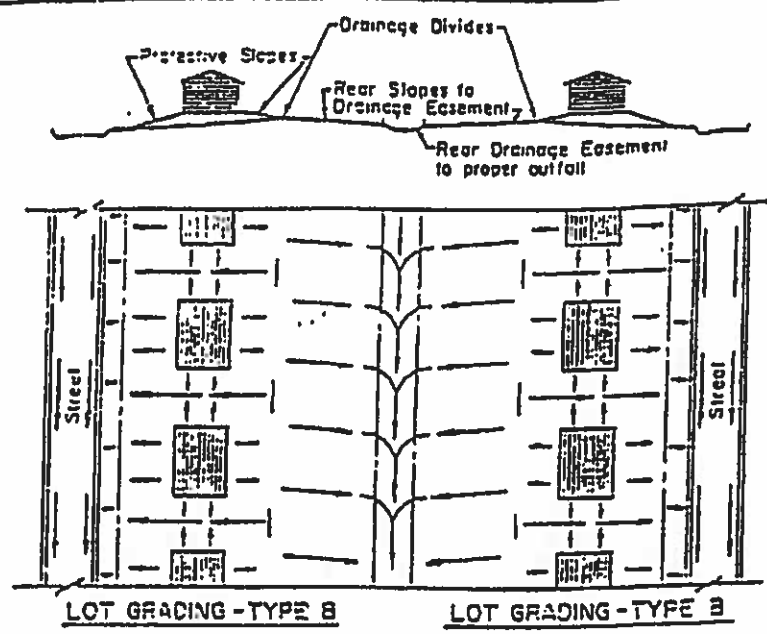 Drainage Divides
Protective Slopes
Rear Slopes to
Drainage Easement
Rear Drainage Easement
to proper outfall
Street
Street
LOT GRADING - TYPE B
LOT GRADING - TYPE B